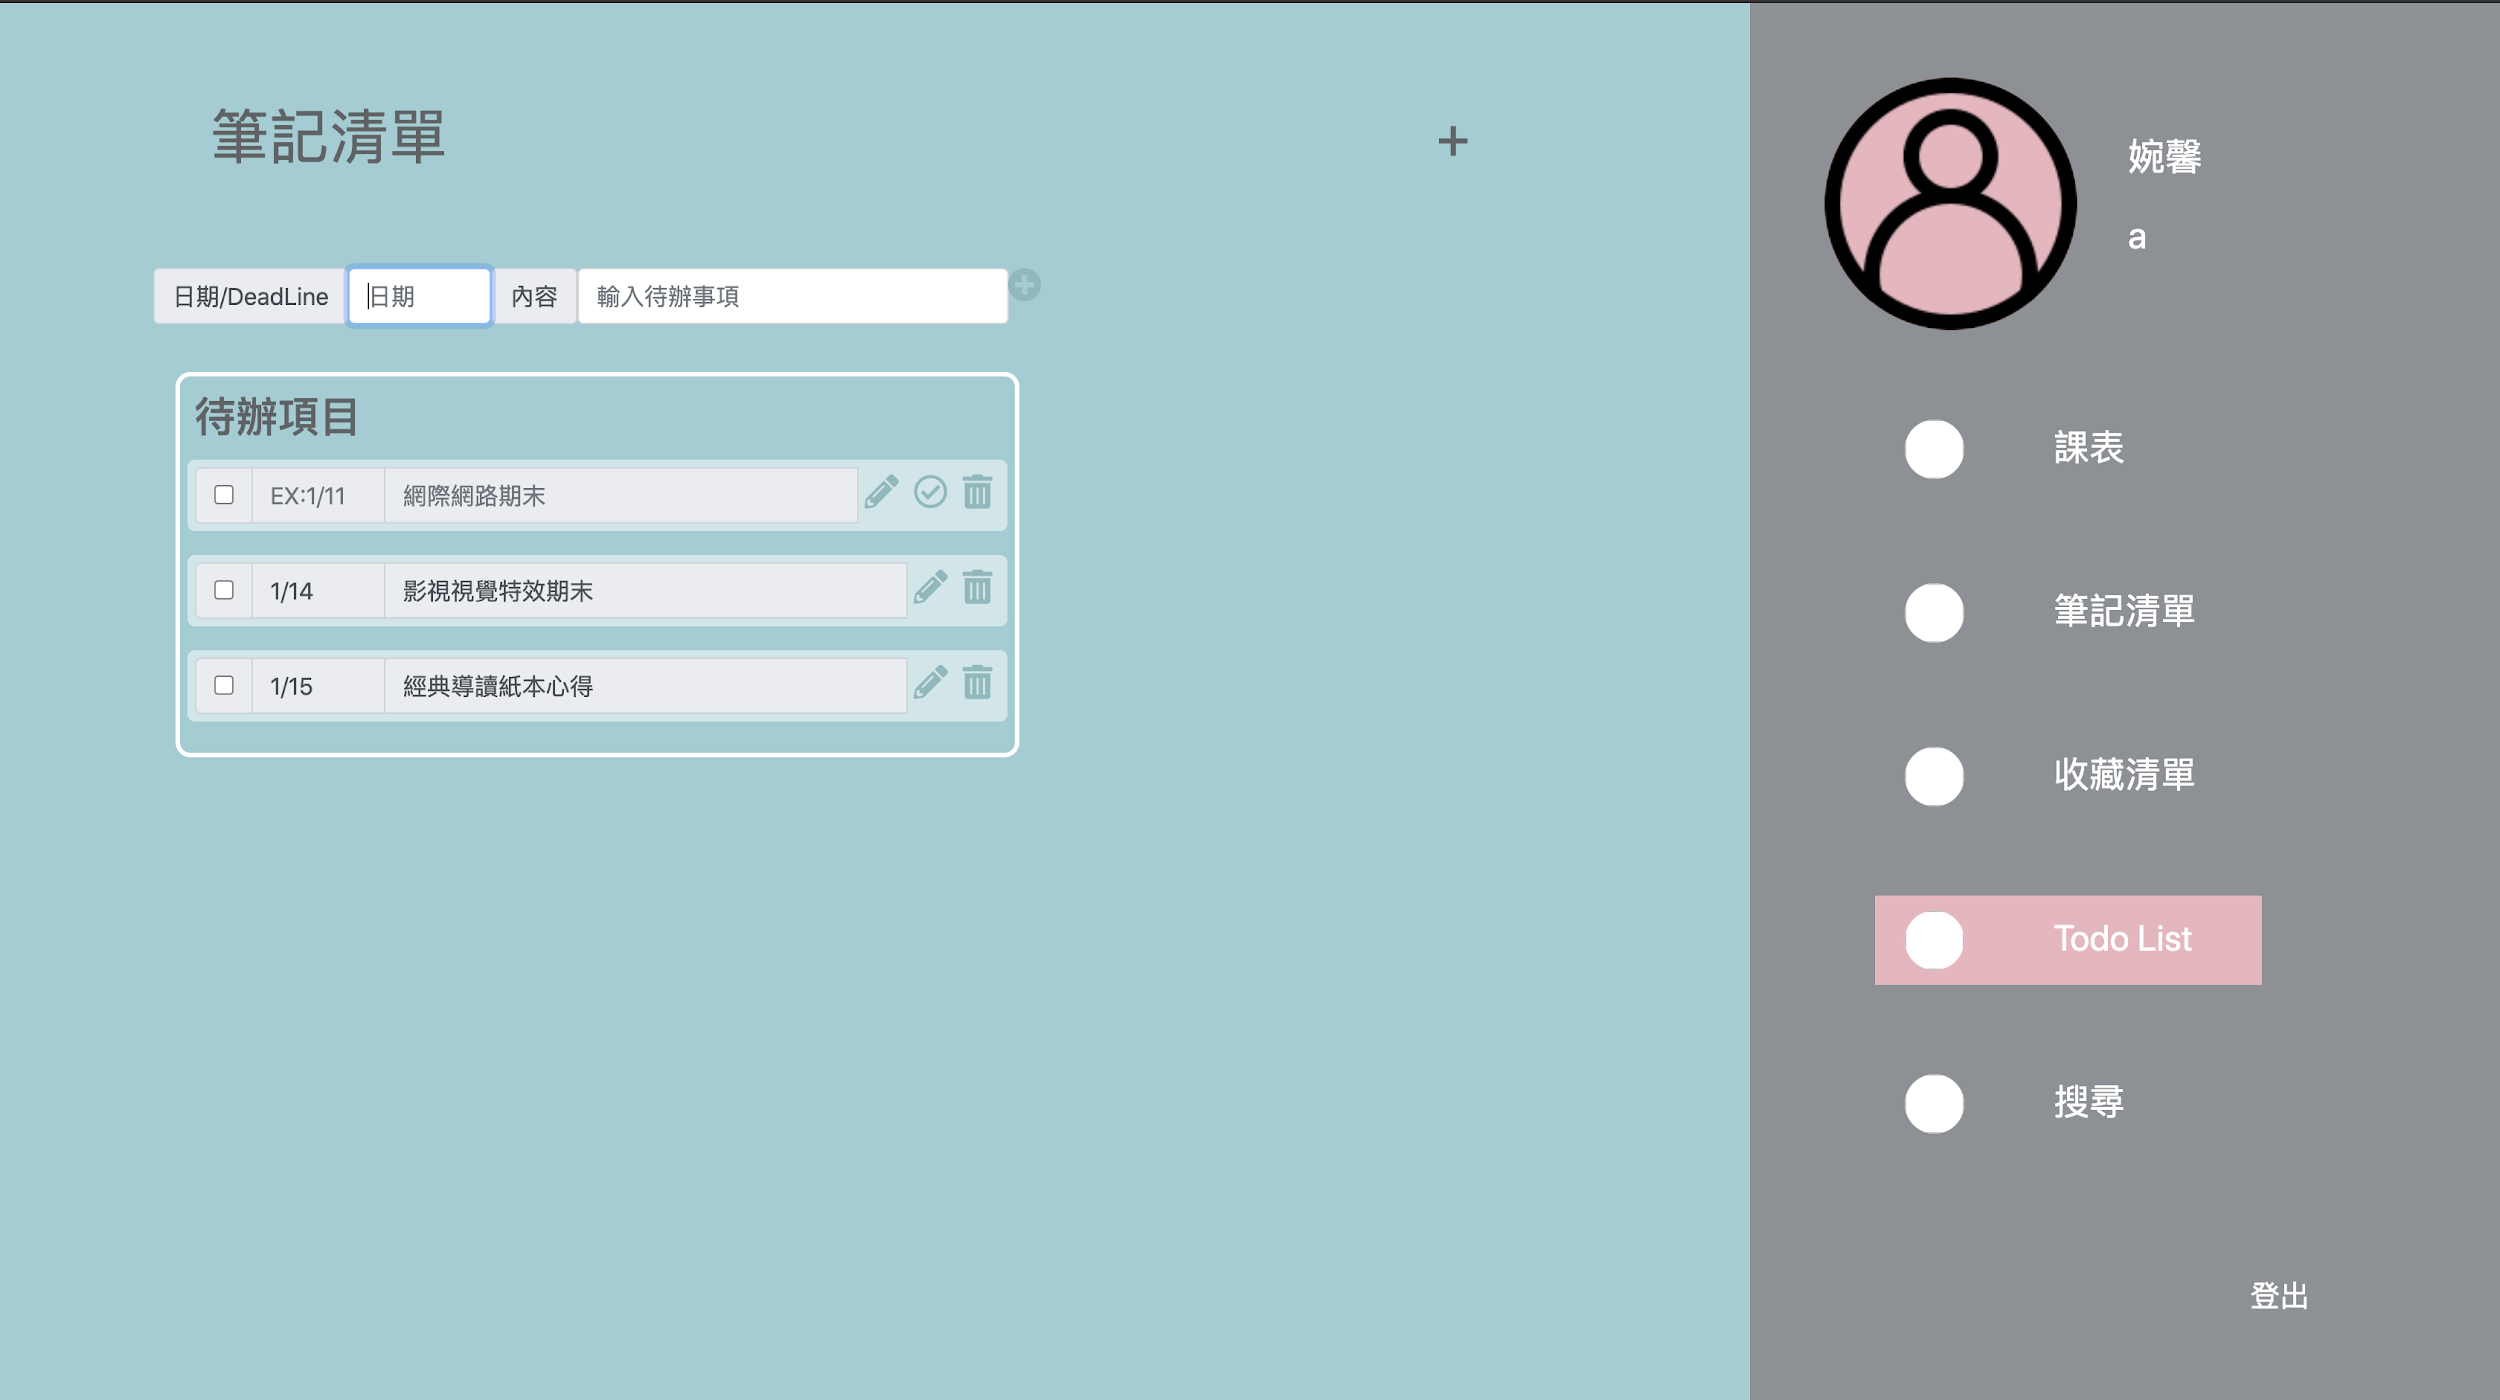 筆記清單
+
日期/DeadLine 日期 內容 輸入待辦事項
待辦項目
EX:1/11 網際網路期末
1/14 影視視覺特效期末
1/15 經典導讀紙本心得
婉馨
a
課表
筆記清單
收藏清單
Todo List
搜尋
登出